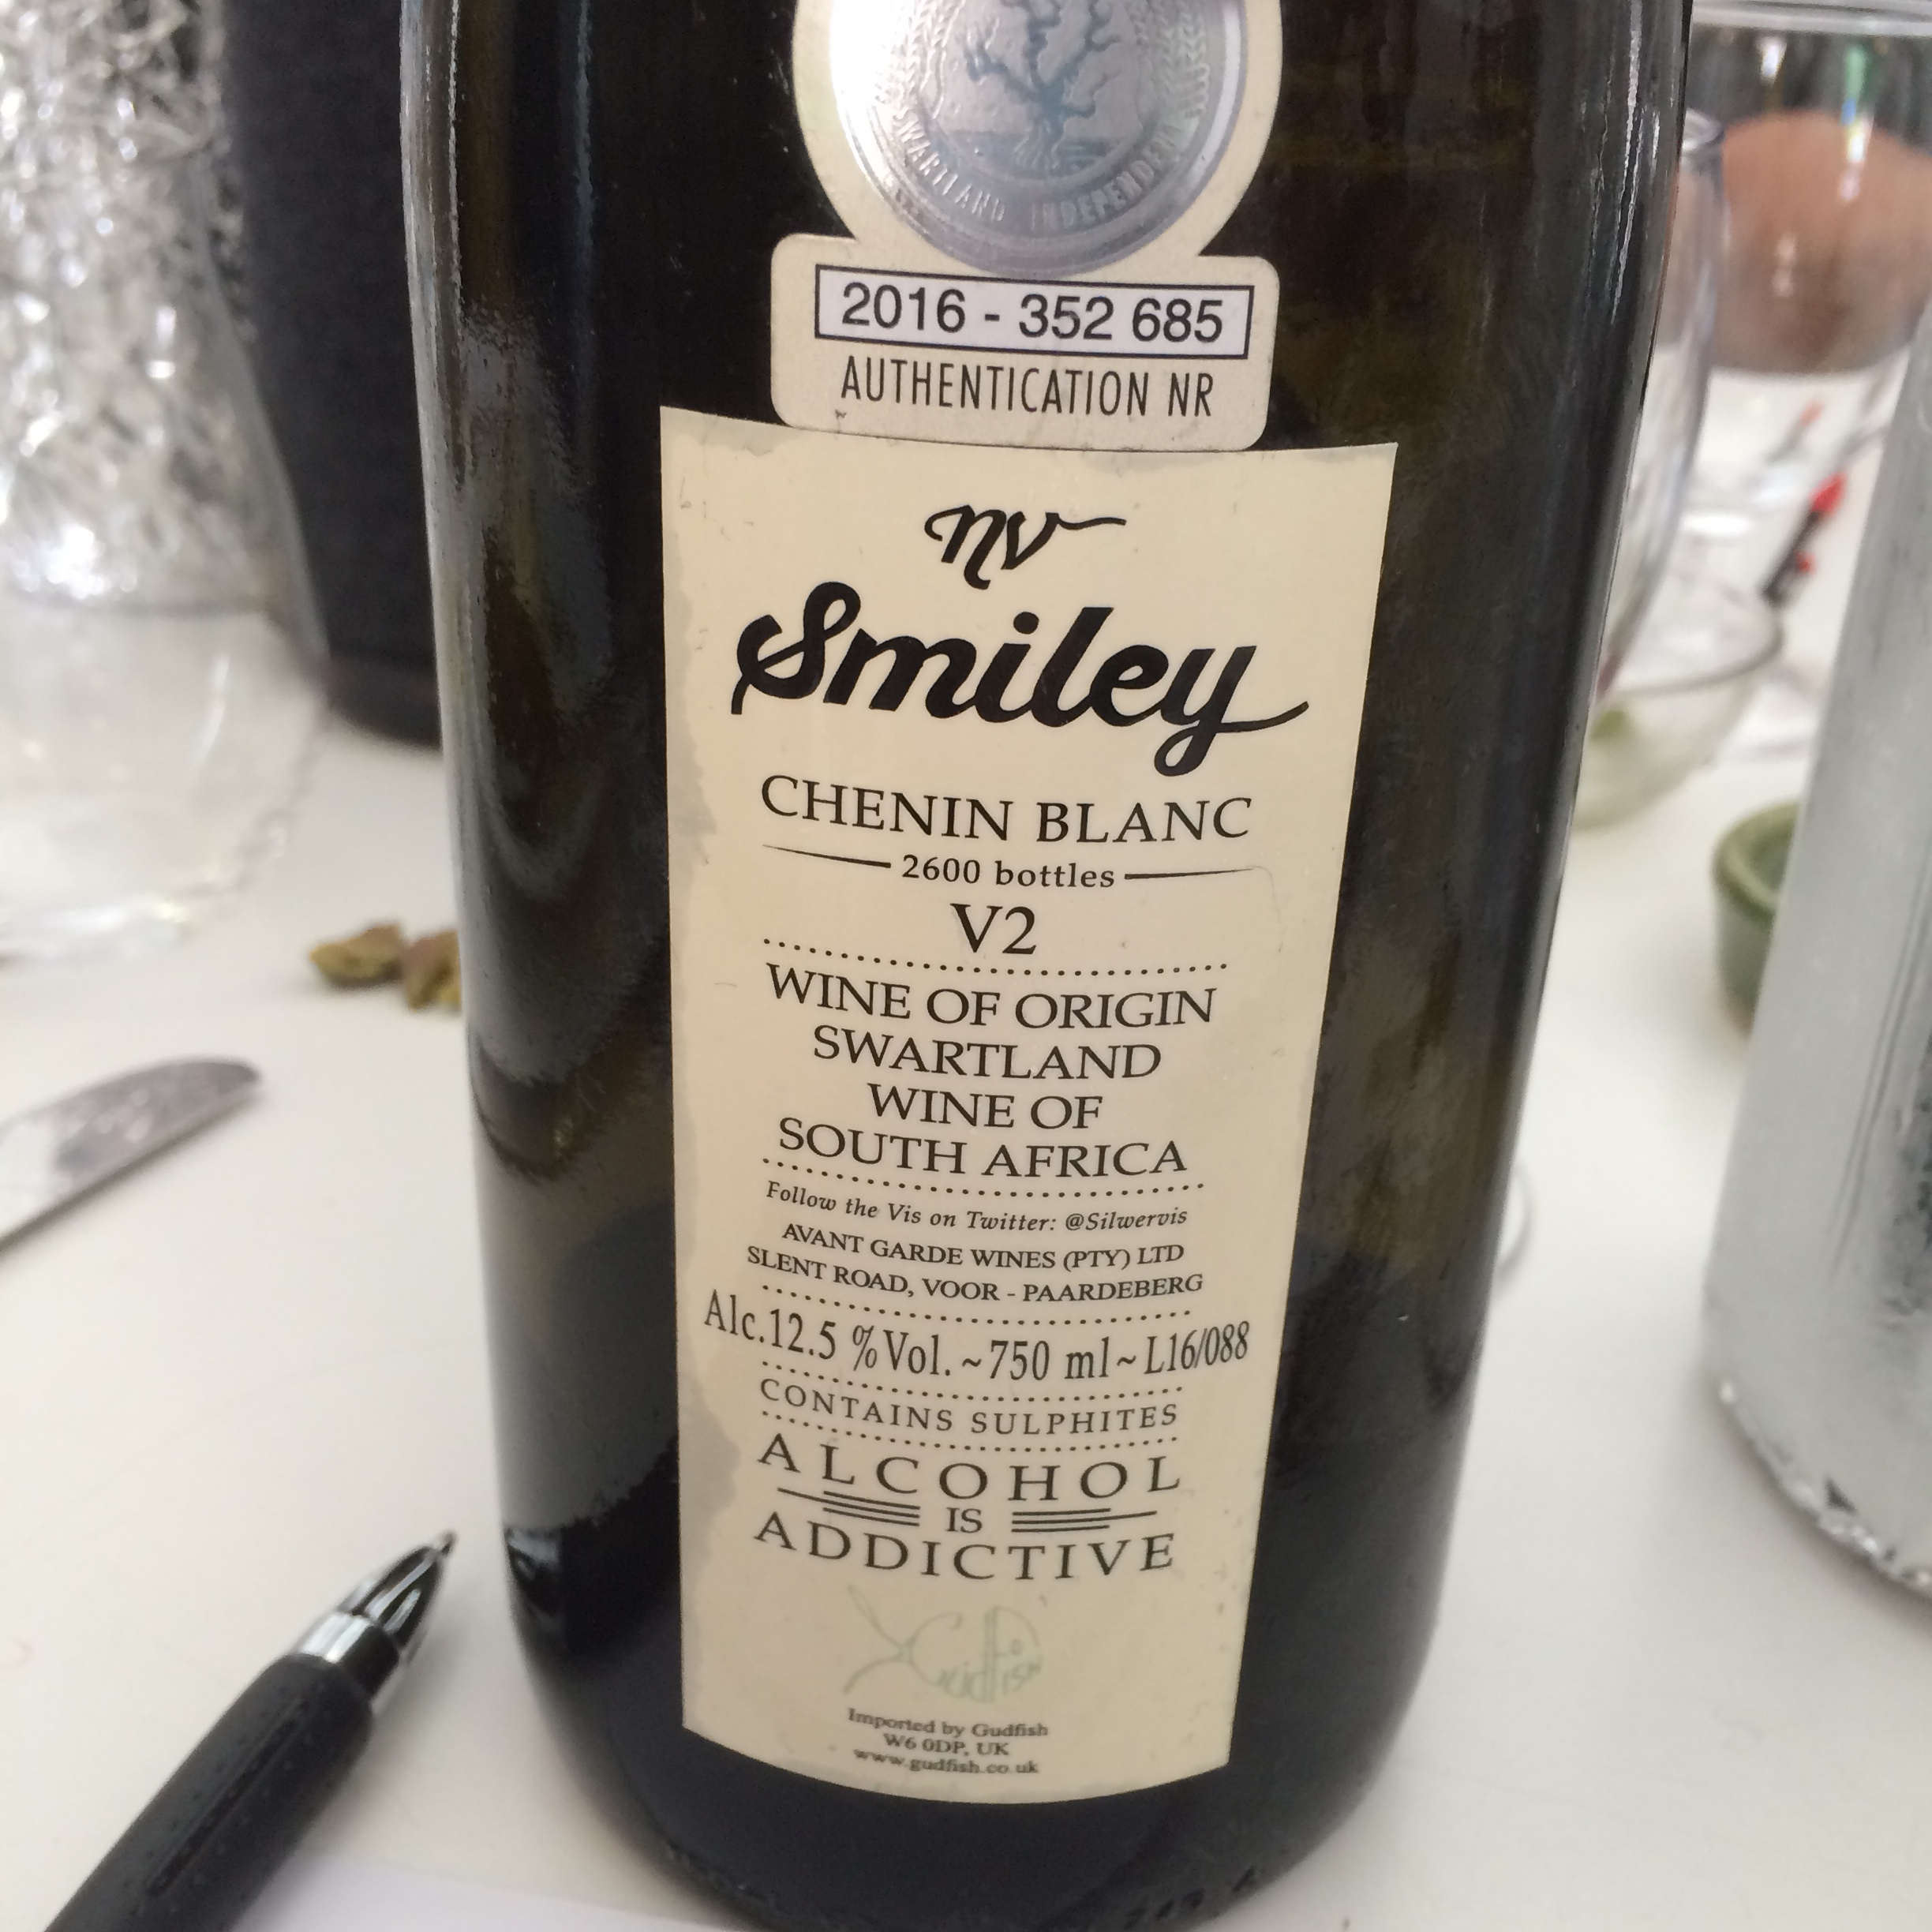 SWARTLAND INDEPENDENT
2016 - 352 685
AUTHENTICATION NR
nv
Smiley
CHENIN BLANC
2600 bottles
V2
WINE OF ORIGIN
SWARTLAND
WINE OF
SOUTH AFRICA
Follow the Vis on Twitter: @Silwervis
AVANT GARDE WINES (PTY) LTD
SLENT ROAD, VOOR - PAARDEBERG
Alc.12.5 %Vol. ~750 ml~ L16/088
CONTAINS SULPHITES
ALCOHOL
IS
ADDICTIVE
Gudfish
Imported by Gudfish
W6 0DP, UK
www.gudfish.co.uk